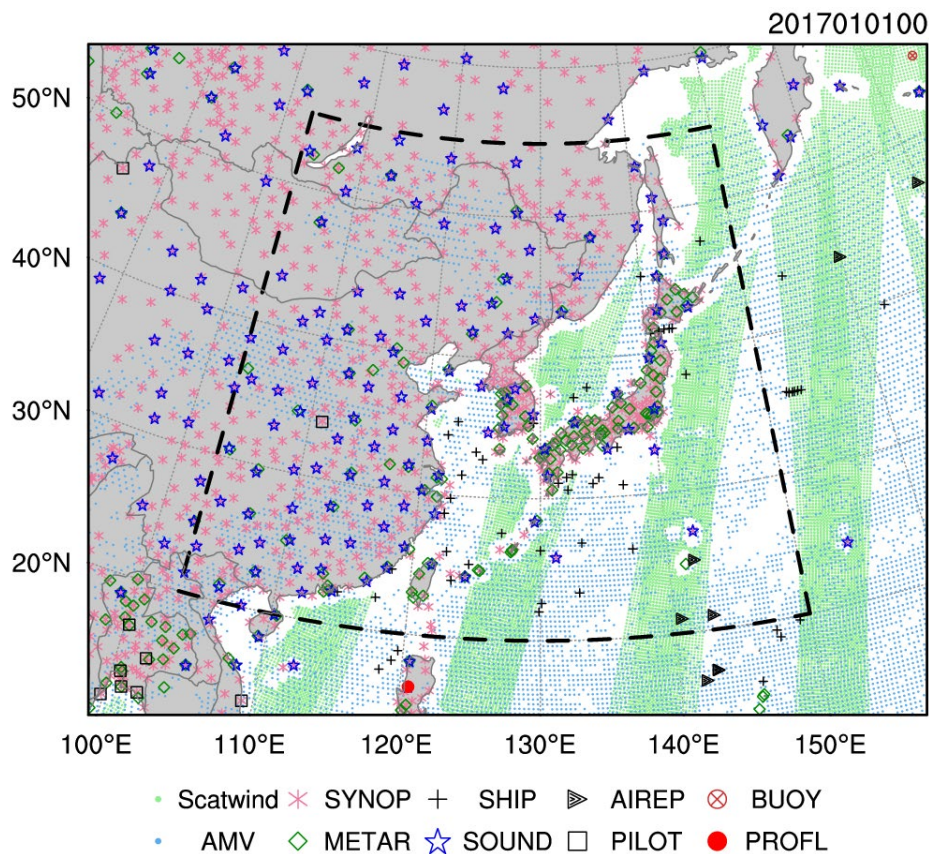 2017010100
50°N
40°N
30°N
20°N
100°E 110°E 120°E 130°E 140°E 150°E
Scatwind SYNOP SHIP AIREP BUOY
AMV METAR SOUND PILOT PROFL